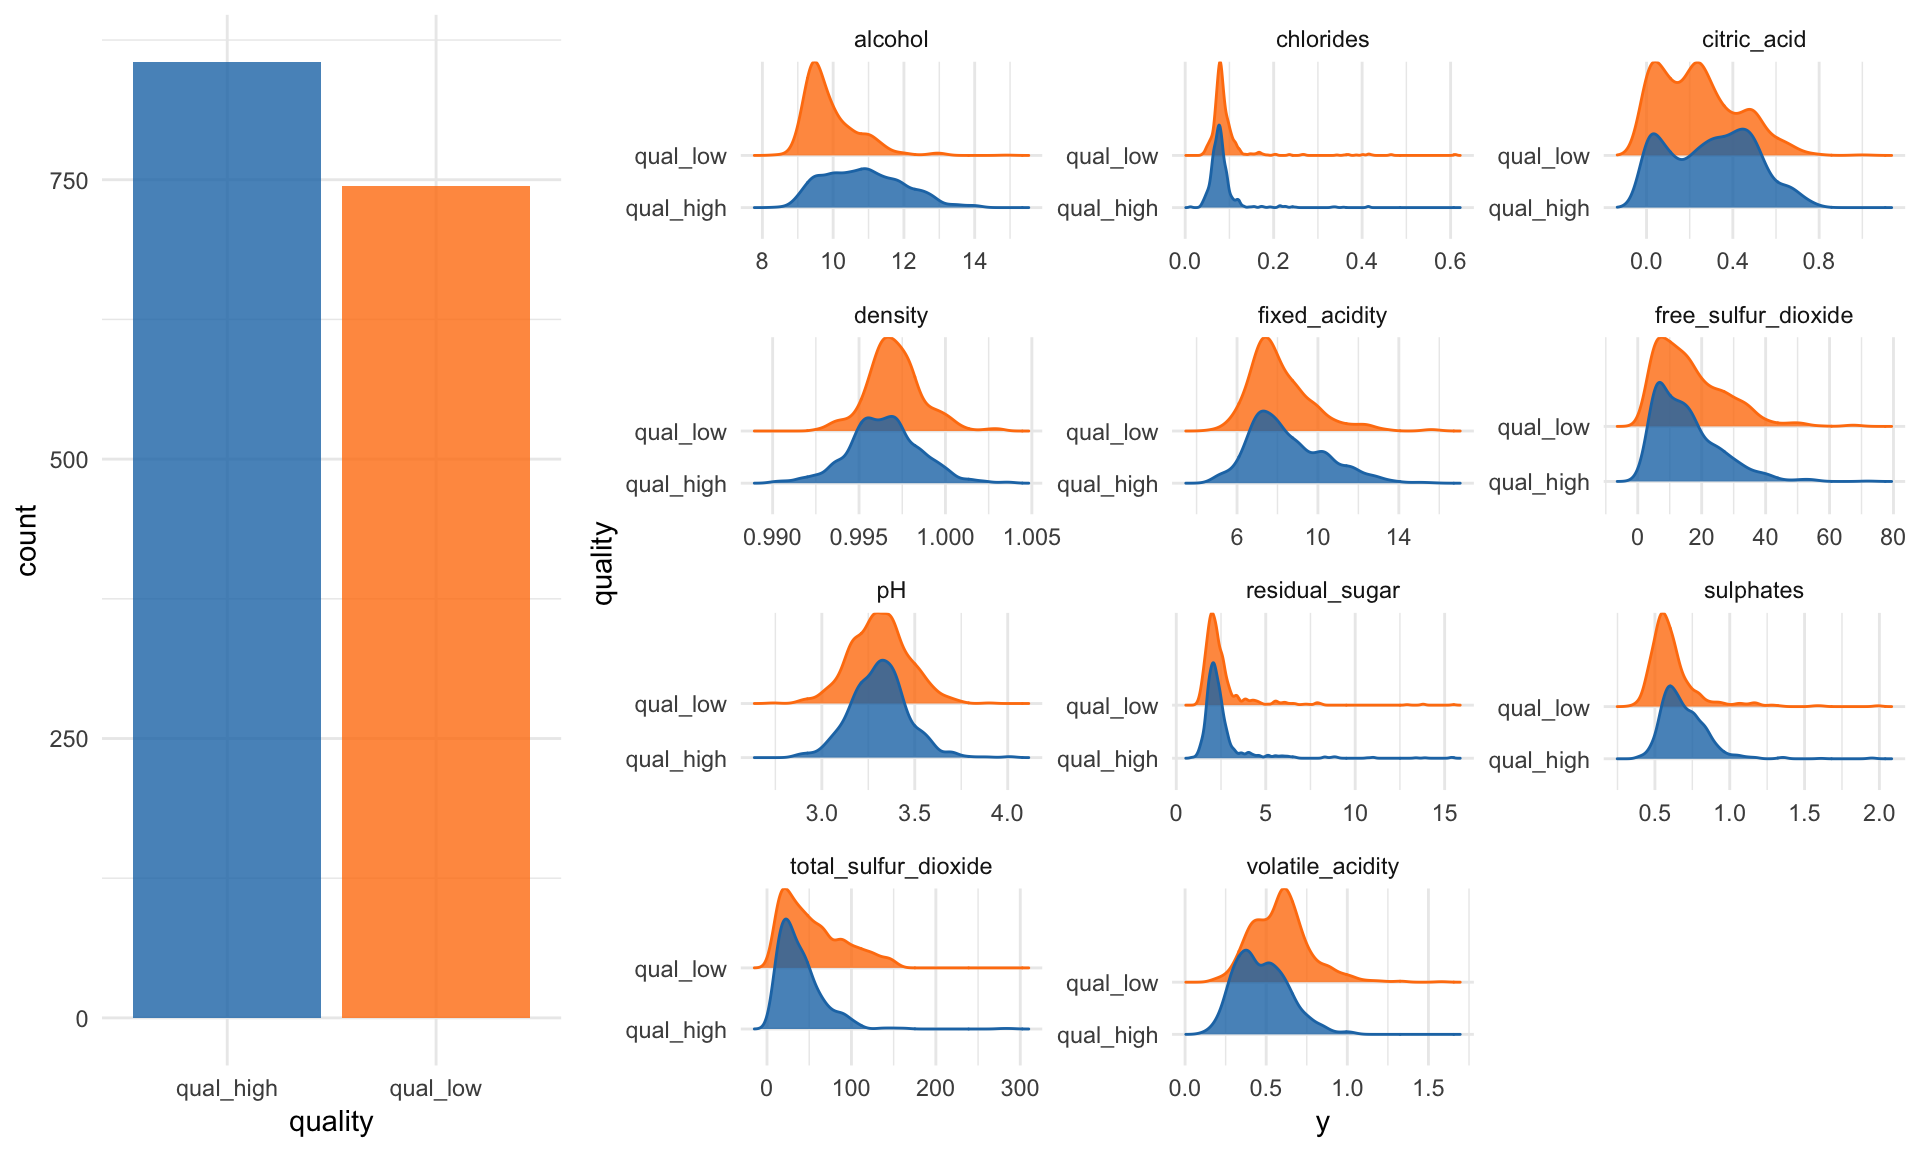 count
750
500
250
0
qual_high qual_low
quality
quality
alcohol
qual_low
qual_high
8 10 12 14
chlorides
qual_low
qual_high
0.0 0.2 0.4 0.6
citric_acid
qual_low
qual_high
0.0 0.4 0.8
density
qual_low
qual_high
0.990 0.995 1.000 1.005
fixed_acidity
qual_low
qual_high
6 10 14
free_sulfur_dioxide
qual_low
qual_high
0 20 40 60 80
pH
qual_low
qual_high
3.0 3.5 4.0
residual_sugar
qual_low
qual_high
0 5 10 15
sulphates
qual_low
qual_high
0.5 1.0 1.5 2.0
total_sulfur_dioxide
qual_low
qual_high
0 100 200 300
volatile_acidity
qual_low
qual_high
0.0 0.5 1.0 1.5
y